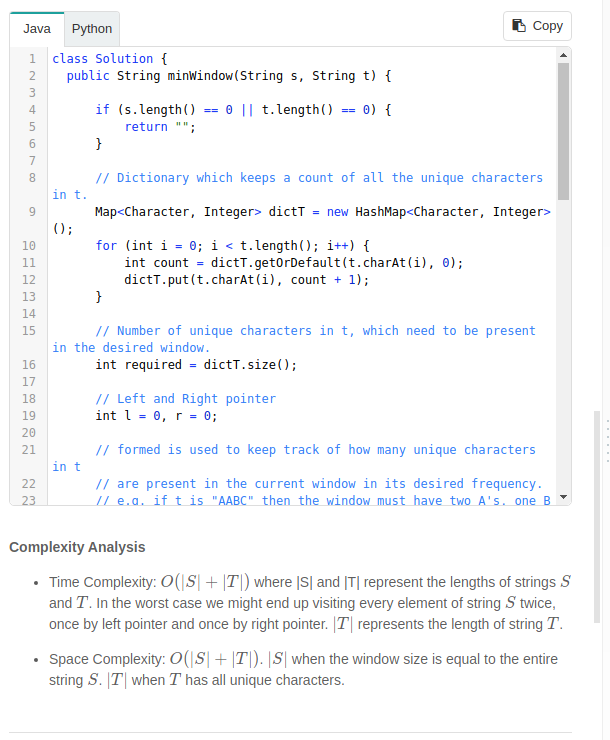 Java Python Copy
1 class Solution {
2 public String minWindow(String s, String t) {
3
4 if (s.length() == 0 || t.length() == 0) {
5 return "";
6 }
7
8 // Dictionary which keeps a count of all the unique characters
in t.
9 Map<Character, Integer> dictT = new HashMap<Character, Integer>
();
10 for (int i = 0; i < t.length(); i++) {
11 int count = dictT.getOrDefault(t.charAt(i), 0);
12 dictT.put(t.charAt(i), count + 1);
13 }
14
15 // Number of unique characters in t, which need to be present
in the desired window.
16 int required = dictT.size();
17
18 // Left and Right pointer
19 int l = 0, r = 0;
20
21 // formed is used to keep track of how many unique characters
in t
22 // are present in the current window in its desired frequency.
23 // e.g. if t is "AABC" then the window must have two A's, one B
Complexity Analysis
• Time Complexity: O(|S| + |T|) where |S| and |T| represent the lengths of strings S
and T. In the worst case we might end up visiting every element of string S twice,
once by left pointer and once by right pointer. |T| represents the length of string T.
• Space Complexity: O(|S| + |T|). |S| when the window size is equal to the entire
string S. |T| when T has all unique characters.